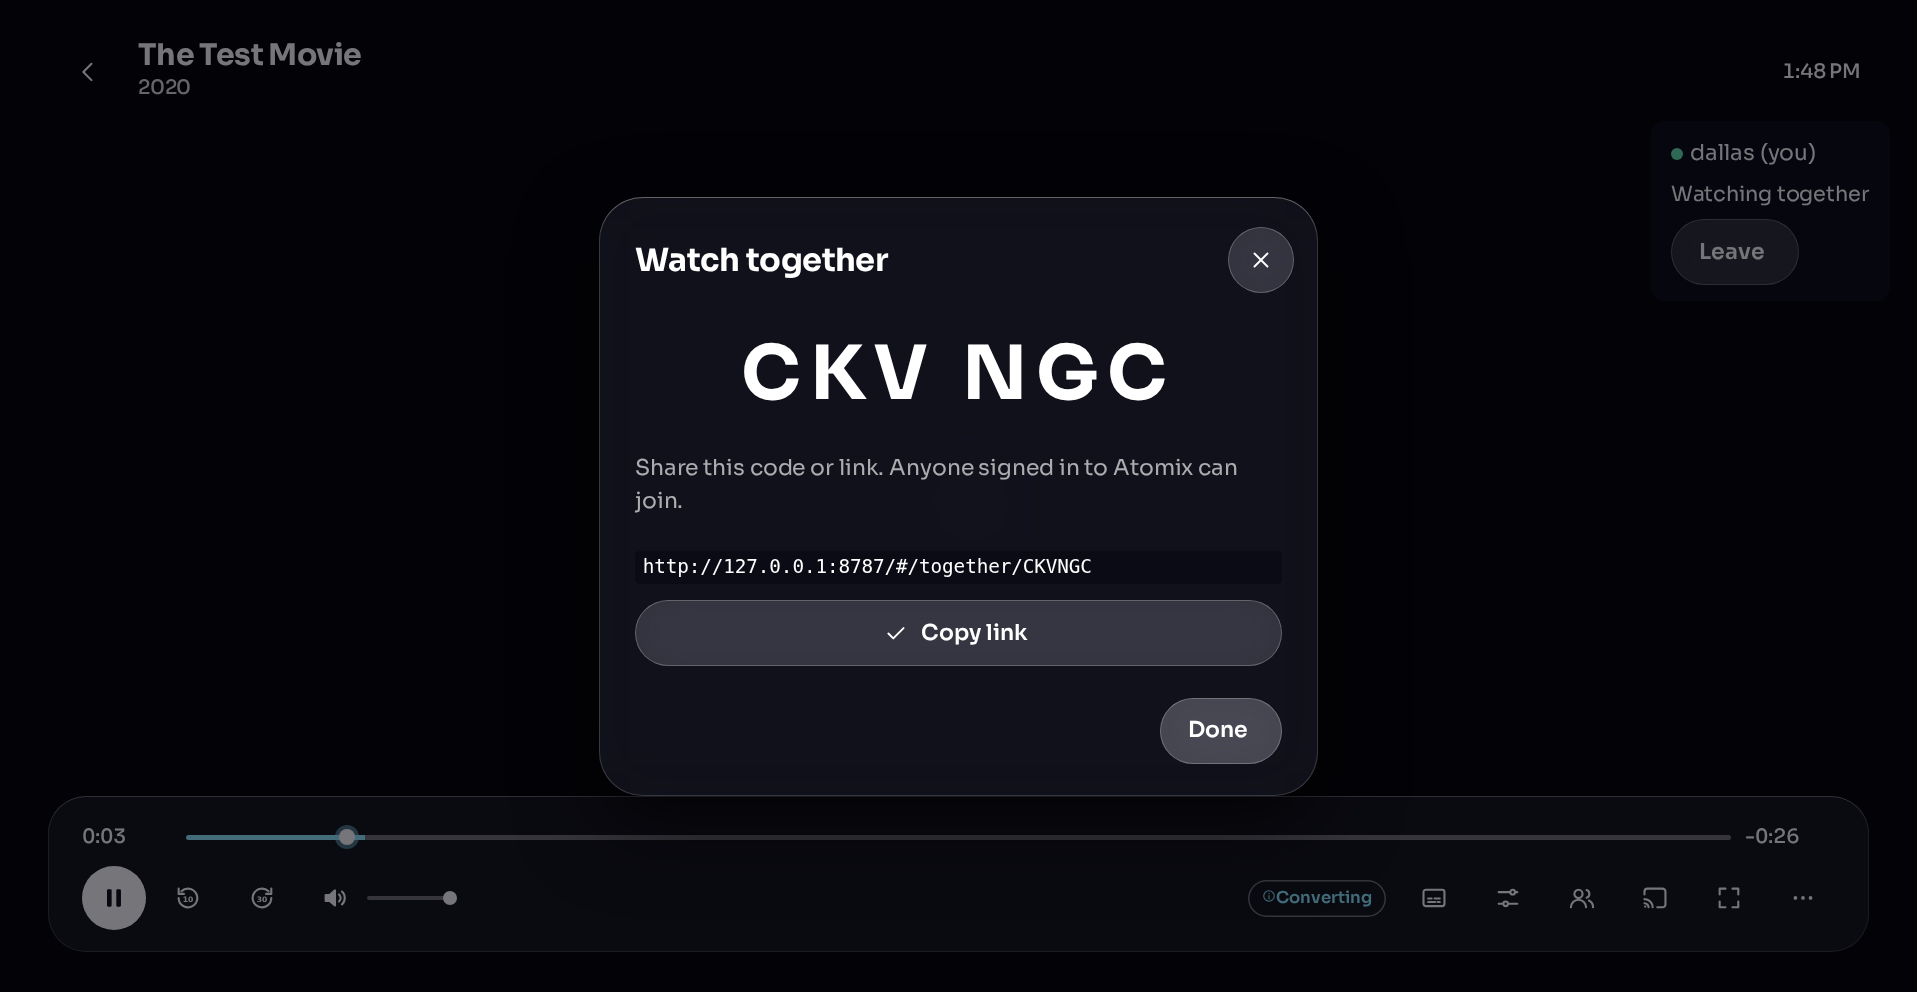 The Test Movie
2020
1:48 PM
dallas (you)
Watching together
Leave
Watch together
CKV NGC
Share this code or link. Anyone signed in to Atomix can
join.
http://127.0.0.1:8787/#/together/CKVNGC
Copy link
Done
0:03
-0:26
10
30
Converting